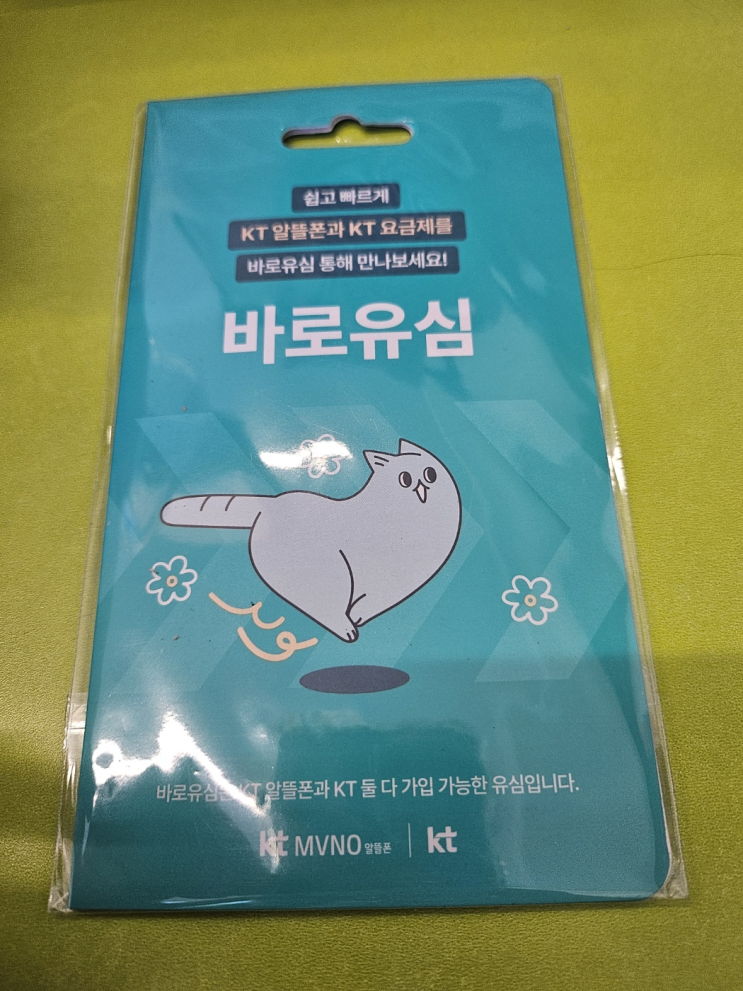 쉽고 빠르게
KT 알뜰폰과 KT 요금제를
바로유심 통해 만나보세요!
바로유심
바로유심은 KT 알뜰폰과 KT 둘 다 가입 가능한 유심입니다.
kt MVNO 알뜰폰 | kt